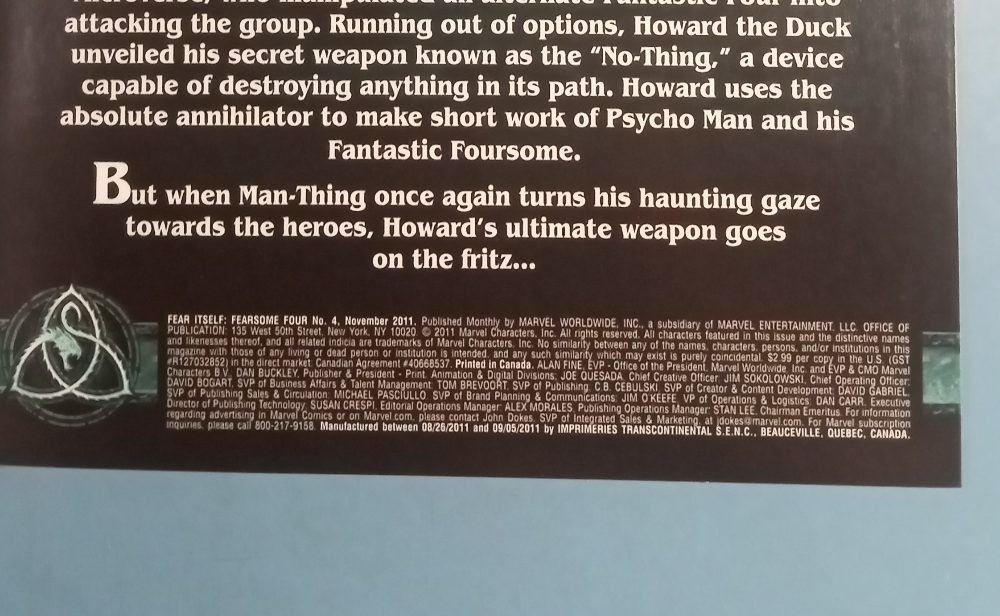 Microverse, who manipulated an alternate Fantastic Four into
attacking the group. Running out of options, Howard the Duck
unveiled his secret weapon known as the “No-Thing,” a device
capable of destroying anything in its path. Howard uses the
absolute annihilator to make short work of Psycho Man and his
Fantastic Foursome.
But when Man-Thing once again turns his haunting gaze
towards the heroes, Howard's ultimate weapon goes
on the fritz...
FEAR ITSELF: FEARSOME FOUR No. 4, November 2011. Published Monthly by MARVEL WORLDWIDE, INC., a subsidiary of MARVEL ENTERTAINMENT, LLC. OFFICE OF
PUBLICATION: 135 West 50th Street, New York, NY 10020. © 2011 Marvel Characters, Inc. All rights reserved. All characters featured in this issue and the distinctive names
and likenesses thereof, and all related indicia are trademarks of Marvel Characters, Inc. No similarity between any of the names, characters, persons, and/or institutions in this
magazine with those of any living or dead person or institution is intended, and any such similarity which may exist is purely coincidental. $2.99 per copy in the U.S. (GST
#R127032852) in the direct market: Canadian Agreement #40668537. Printed in Canada. ALAN FINE, EVP - Office of the President, Marvel Worldwide, Inc. and EVP & CMO Marvel
Characters B.V.; DAN BUCKLEY, Publisher & President - Print, Animation & Digital Divisions; JOE QUESADA, Chief Creative Officer; JIM SOKOLOWSKI, Chief Operating Officer;
DAVID BOGART, SVP of Business Affairs & Talent Management; TOM BREVOORT, SVP of Publishing; C.B. CEBULSKI, SVP of Creator & Content Development; DAVID GABRIEL,
SVP of Publishing Sales & Circulation; MICHAEL PASCIULLO, SVP of Brand Planning & Communications; JIM O'KEEFE, VP of Operations & Logistics; DAN CARR, Executive
Director of Publishing Technology; SUSAN CRESPI, Editorial Operations Manager; ALEX MORALES, Publishing Operations Manager; STAN LEE, Chairman Emeritus. For information
regarding advertising in Marvel Comics or on Marvel.com, please contact John Dokes, SVP of Integrated Sales & Marketing, at jdokes@marvel.com. For Marvel subscription
inquiries, please call 800-217-9158. Manufactured between 08/26/2011 and 09/05/2011 by IMPRIMERIES TRANSCONTINENTAL S.E.N.C., BEAUCEVILLE, QUEBEC, CANADA.